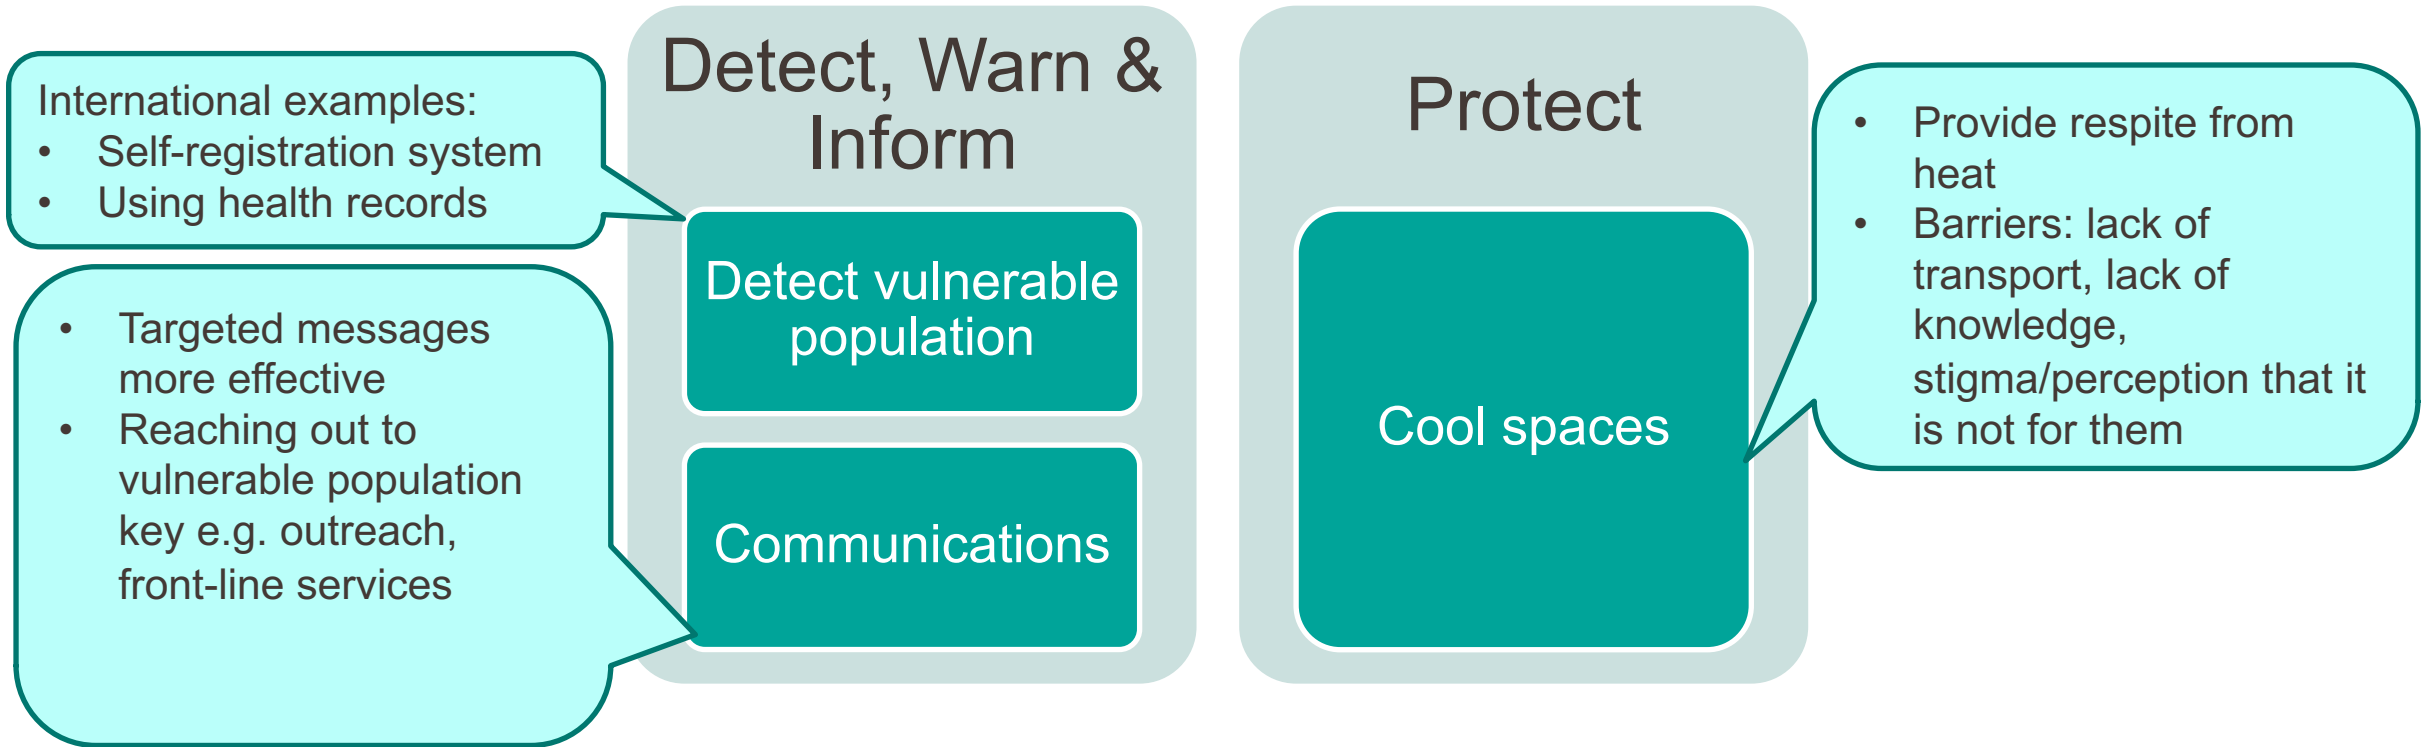 International examples:
• Self-registration system
• Using health records
• Targeted messages
more effective
• Reaching out to
vulnerable population
key e.g. outreach,
front-line services
Detect, Warn &
Inform
Detect vulnerable
population
Communications
Protect
Cool spaces
• Provide respite from
heat
• Barriers: lack of
transport, lack of
knowledge,
stigma/perception that it
is not for them